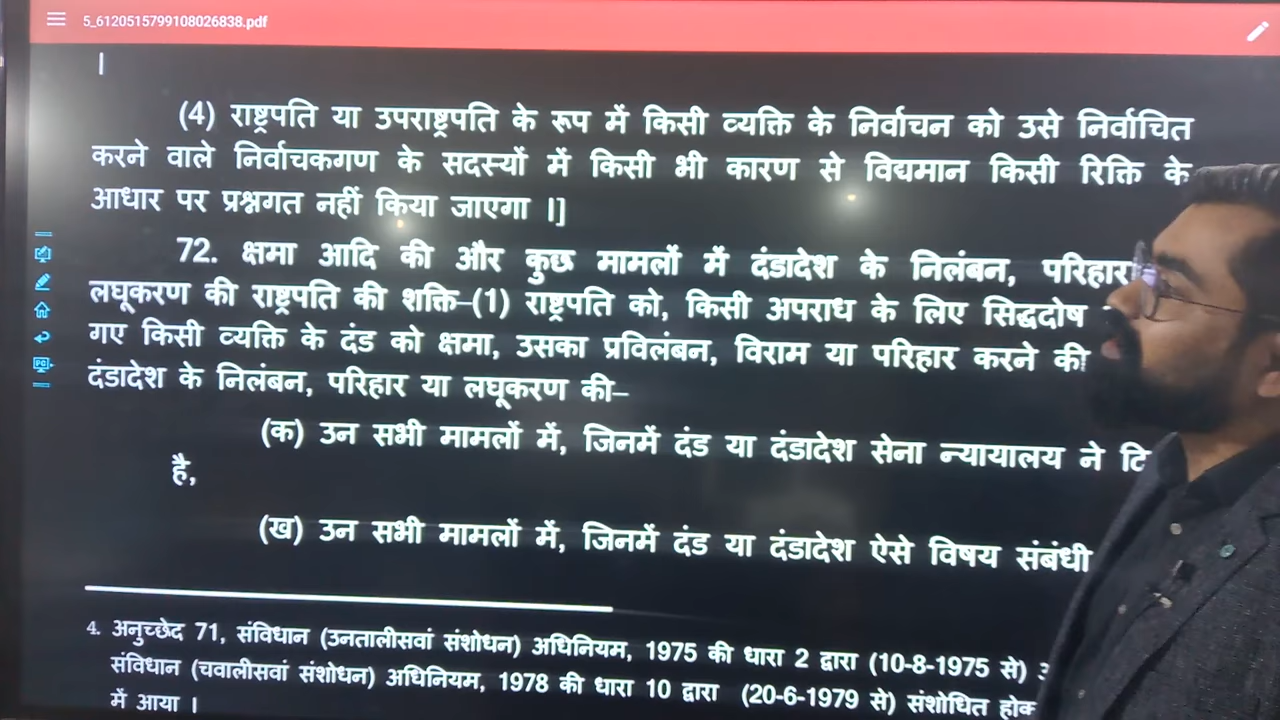 5_6120515799108026838.pdf
।
(4) राष्ट्रपति या उपराष्ट्रपति के रूप में किसी व्यक्ति के निर्वाचन को उसे निर्वाचित
करने वाले निर्वाचकगण के सदस्यों में किसी भी कारण से विद्यमान किसी रिक्ति के
आधार पर प्रश्नगत नहीं किया जाएगा ।]
72. क्षमा आदि की और कुछ मामलों में दंडादेश के निलंबन, परिहार
लघूकरण की राष्ट्रपति की शक्ति–(1) राष्ट्रपति को, किसी अपराध के लिए सिद्धदोष
गए किसी व्यक्ति के दंड को क्षमा, उसका प्रविलंबन, विराम या परिहार करने की
दंडादेश के निलंबन, परिहार या लघूकरण की–
(क) उन सभी मामलों में, जिनमें दंड या दंडादेश सेना न्यायालय ने
है,
(ख) उन सभी मामलों में, जिनमें दंड या दंडादेश ऐसे विषय संबंधी
4. अनुच्छेद 71, संविधान (उनतालीसवां संशोधन) अधिनियम, 1975 की धारा 2 द्वारा (10-8-1975 से)
संविधान (चवालीसवां संशोधन) अधिनियम, 1978 की धारा 10 द्वारा (20-6-1979 से) संशोधित
में आया ।